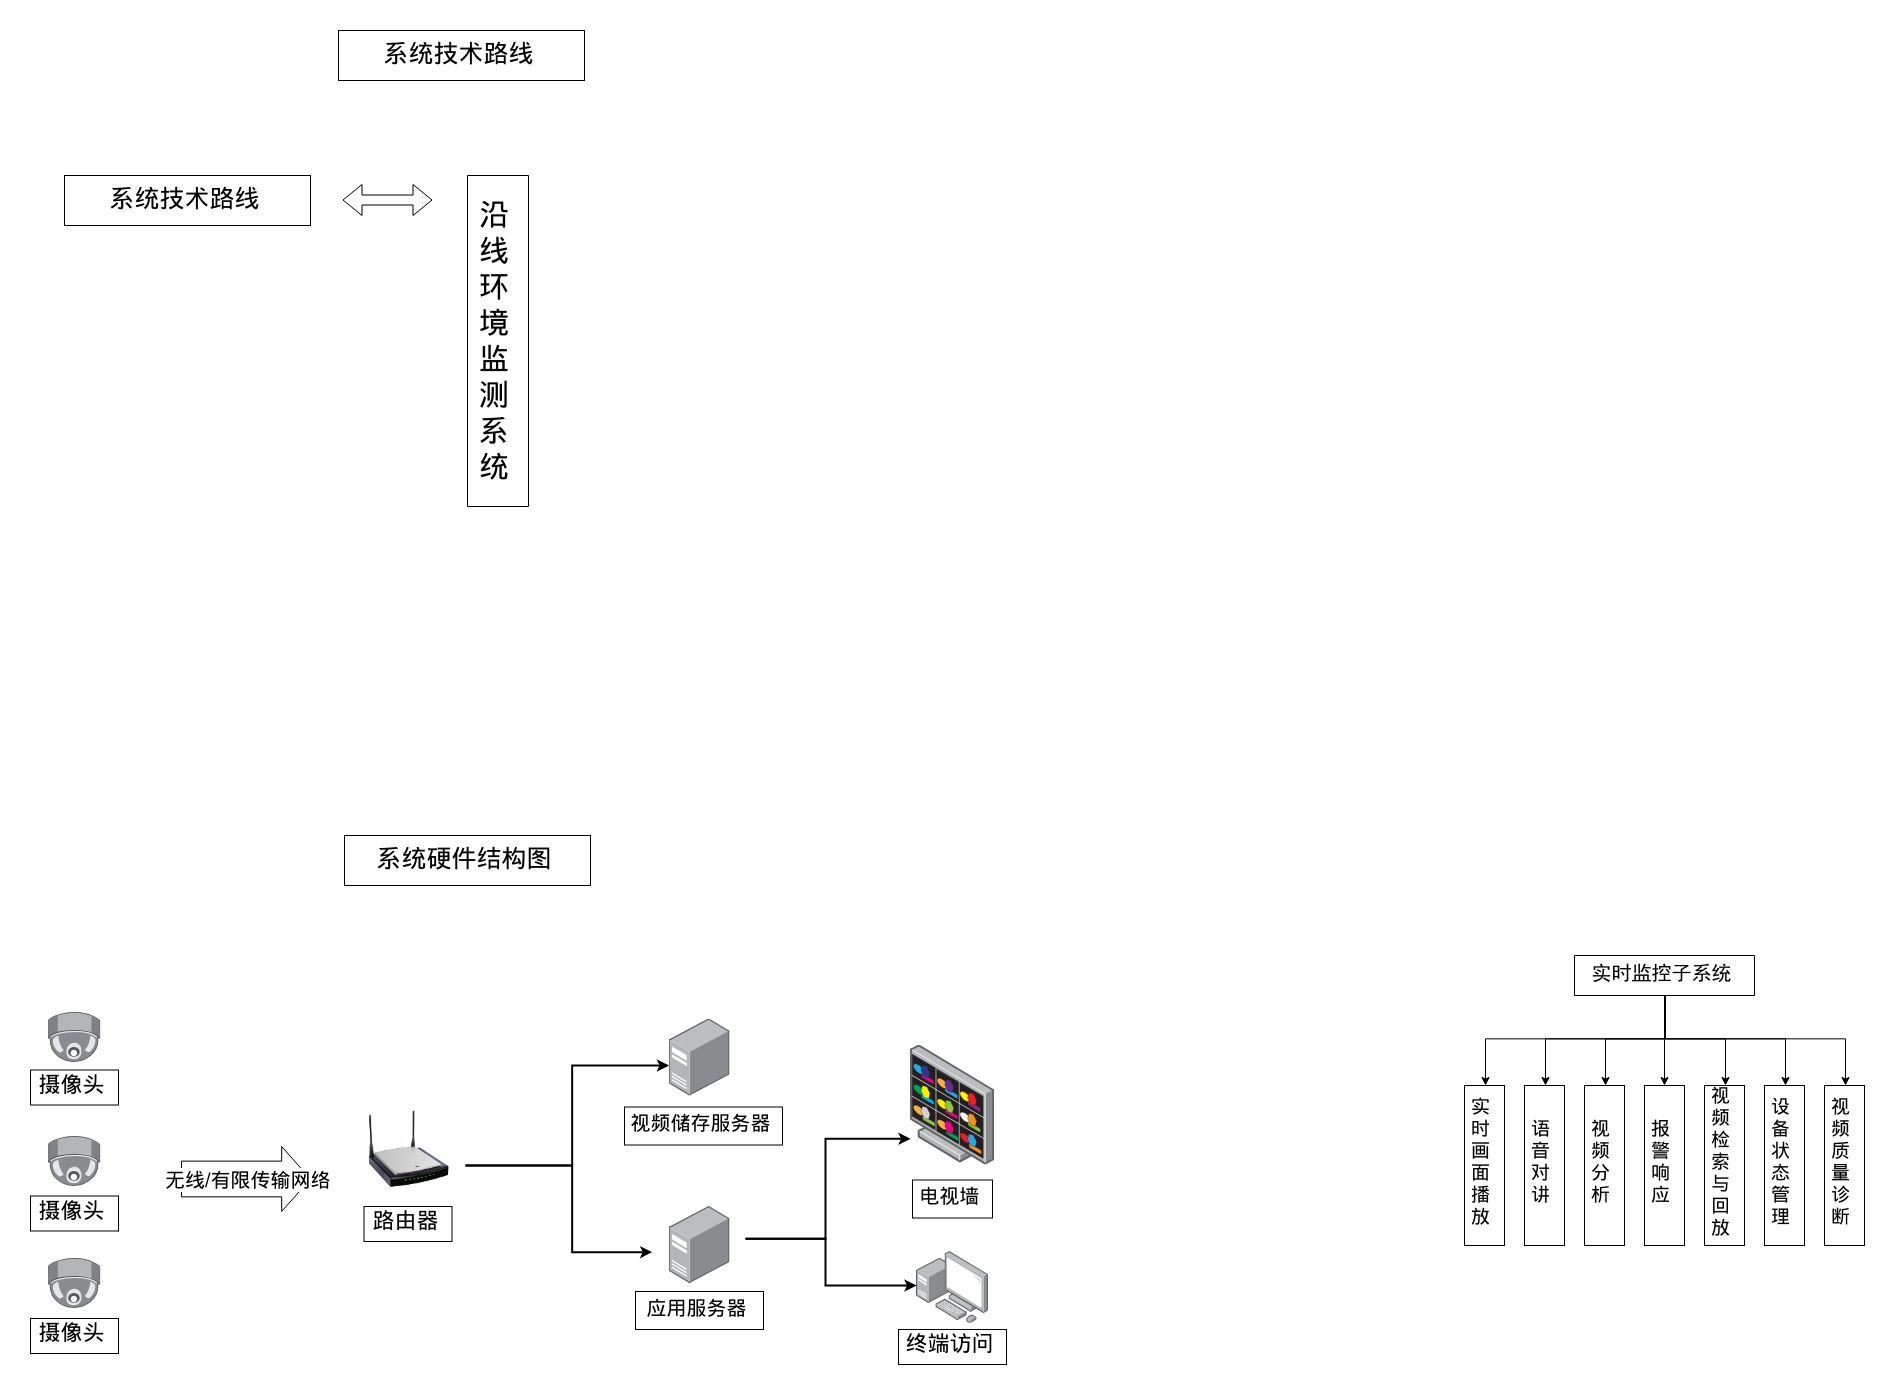 系统技术路线
系统技术路线
沿线环境监测系统
系统硬件结构图
摄像头
摄像头
摄像头
无线/有限传输网络
路由器
视频储存服务器
应用服务器
电视墙
终端访问
实时监控子系统
实时画面播放
语音对讲
视频分析
报警响应
视频检索与回放
设备状态管理
视频质量诊断